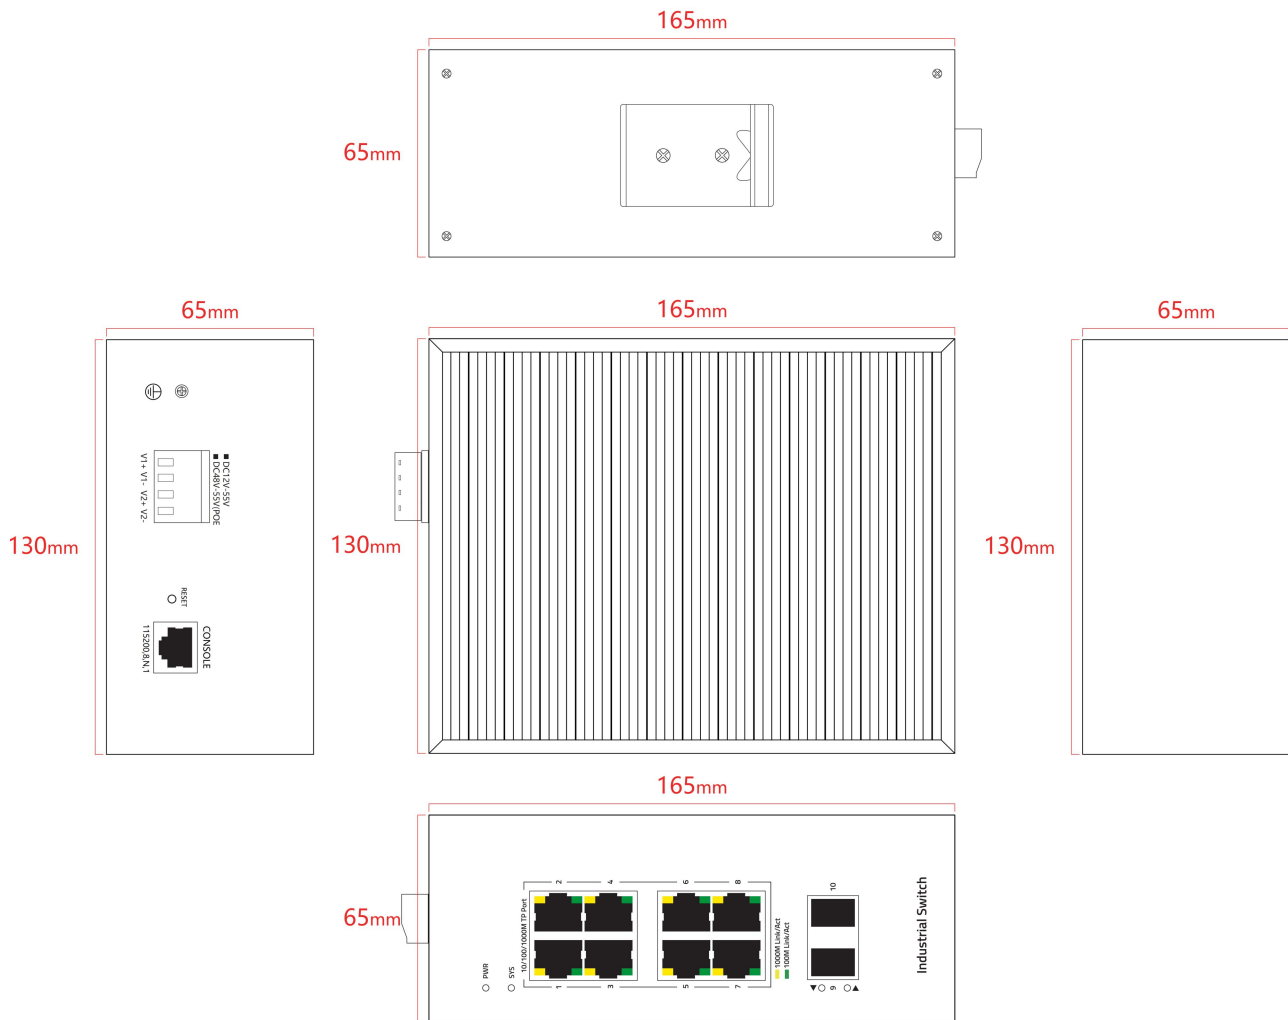 165mm
65mm
65mm
165mm
65mm
130mm
V1+ V1- V2+ V2-
■ DC12V-55V
■ DC48V-55V(POE
RESET
CONSOLE
115200,8,N,1
130mm
130mm
165mm
65mm
PWR
SYS
10/100/1000M TP Port
2 4 6 8
1 3 5 7
1000M Link/Act
100M Link/Act
10
9
▼ ▲
Industrial Switch